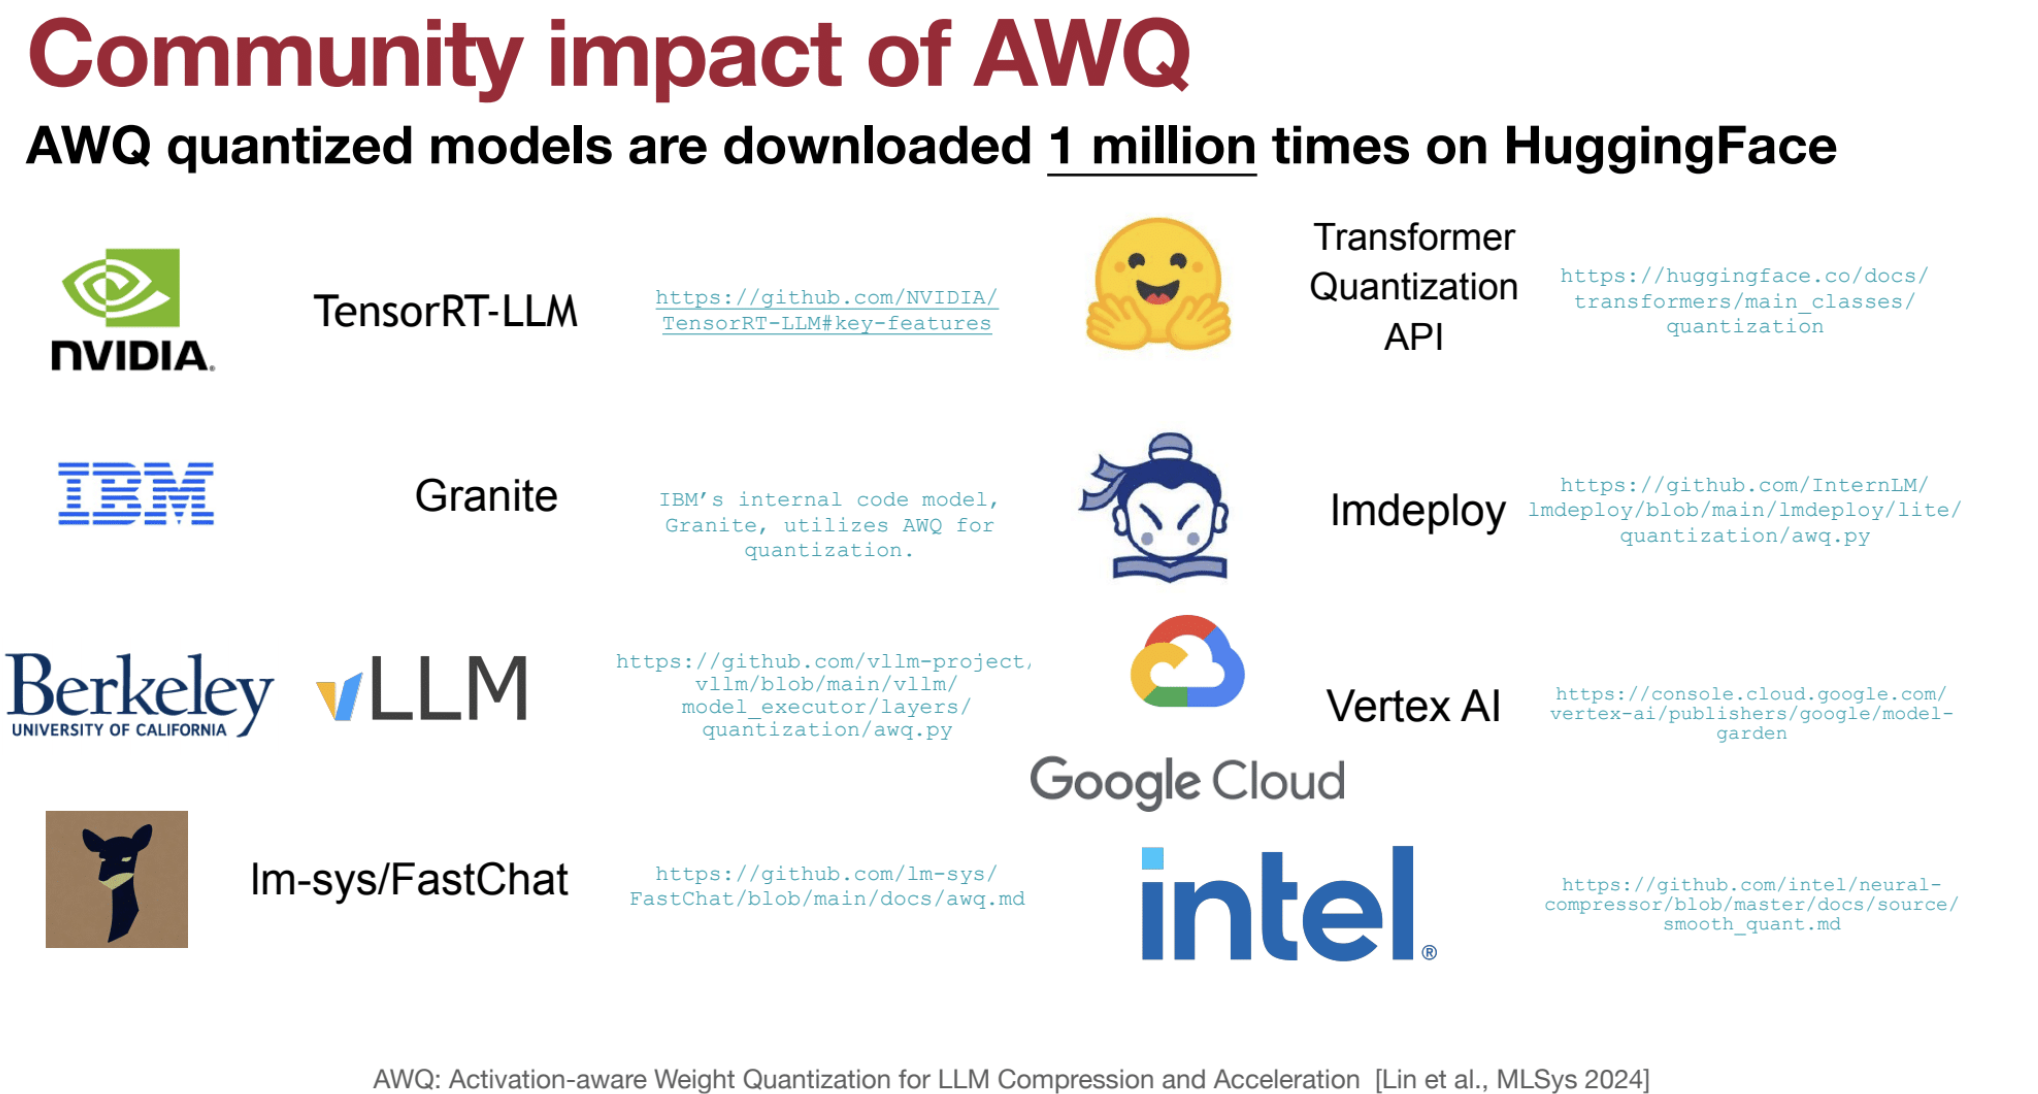 Community impact of AWQ
AWQ quantized models are downloaded 1 million times on HuggingFace
NVIDIA®
TensorRT-LLM
https://github.com/NVIDIA/
TensorRT-LLM#key-features
Transformer
Quantization
API
https://huggingface.co/docs/
transformers/main_classes/
quantization
IBM
Granite
IBM’s internal code model,
Granite, utilizes AWQ for
quantization.
lmdeploy
https://github.com/InternLM/
lmdeploy/blob/main/lmdeploy/lite/
quantization/awq.py
Berkeley
UNIVERSITY OF CALIFORNIA
vLLM
https://github.com/vllm-project/
vllm/blob/main/vllm/
model_executor/layers/
quantization/awq.py
Google Cloud
Vertex AI
https://console.cloud.google.com/
vertex-ai/publishers/google/model-
garden
lm-sys/FastChat
https://github.com/lm-sys/
FastChat/blob/main/docs/awq.md
intel®
https://github.com/intel/neural-
compressor/blob/master/docs/source/
smooth_quant.md
AWQ: Activation-aware Weight Quantization for LLM Compression and Acceleration [Lin et al., MLSys 2024]